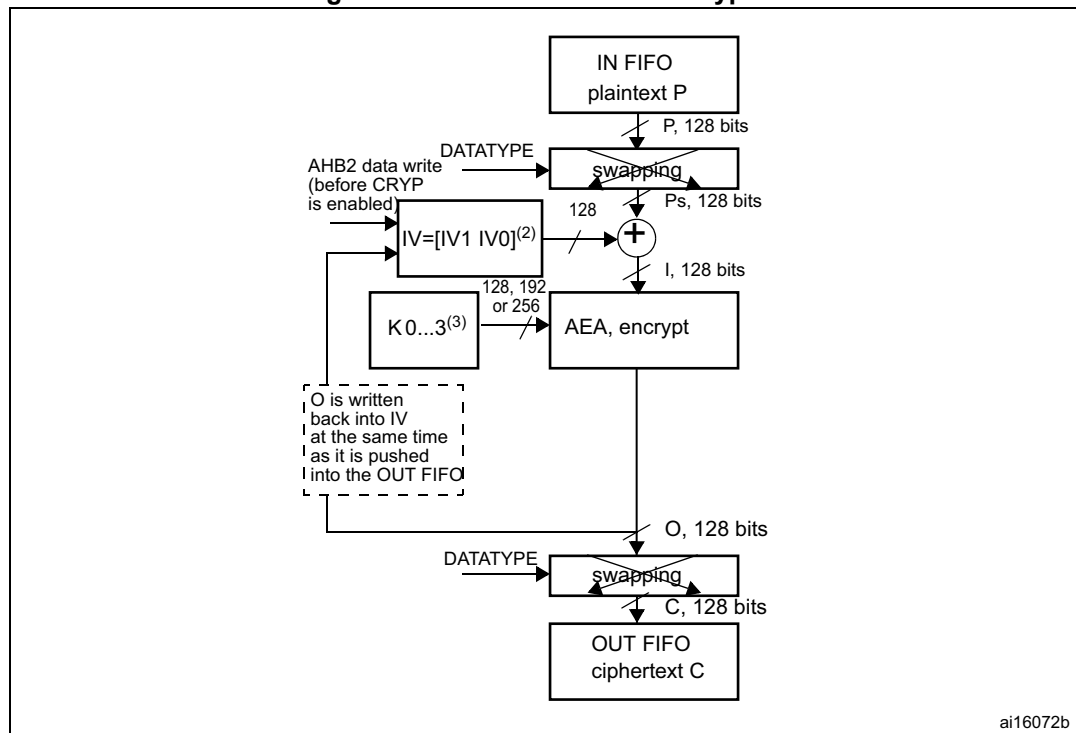 IN FIFO
plaintext P
P, 128 bits
DATATYPE
swapping
AHB2 data write
(before CRYP
is enabled)
Ps, 128 bits
128
IV=[IV1 IV0](2)
+
I, 128 bits
128, 192
or 256
K 0...3(3)
AEA, encrypt
O is written
back into IV
at the same time
as it is pushed
into the OUT FIFO
O, 128 bits
DATATYPE
swapping
C, 128 bits
OUT FIFO
ciphertext C
ai16072b